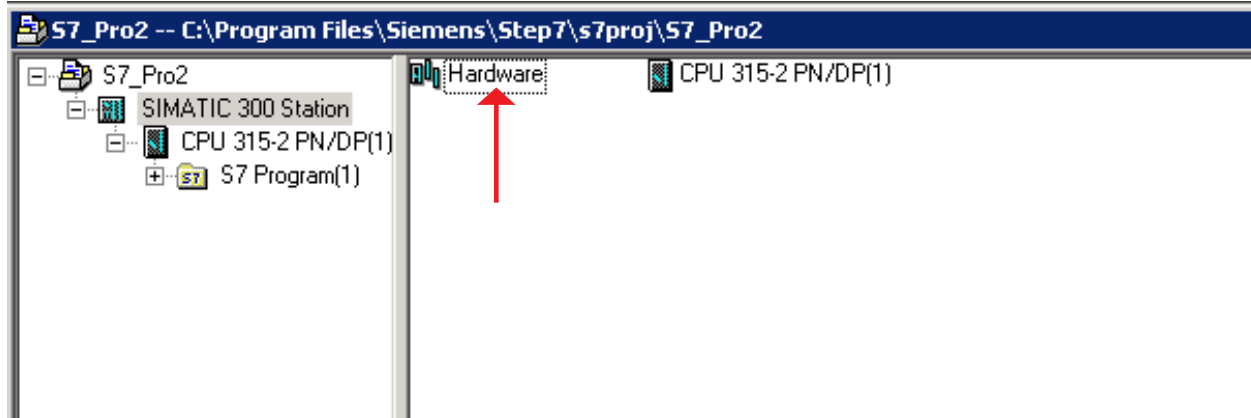 S7_Pro2 -- C:\Program Files\Siemens\Step7\s7proj\S7_Pro2
S7_Pro2
SIMATIC 300 Station
CPU 315-2 PN/DP(1)
S7 Program(1)
Hardware
CPU 315-2 PN/DP(1)